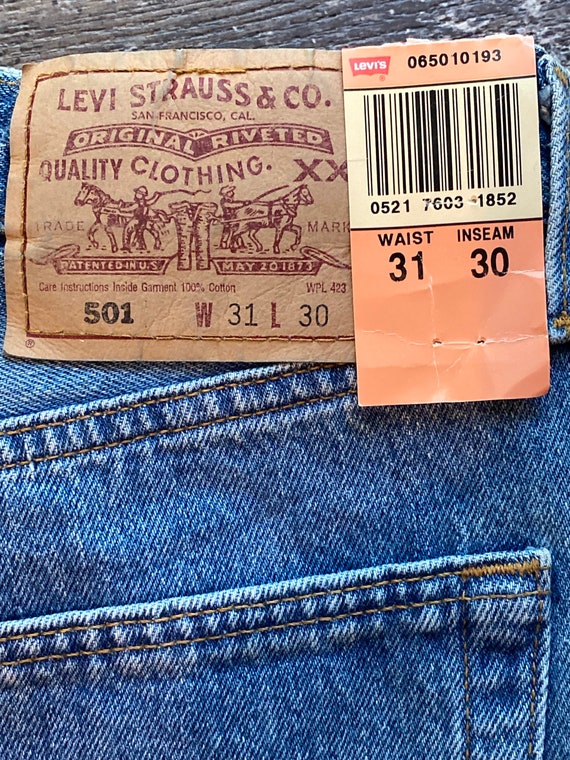 LEVI STRAUSS & CO.
SAN FRANCISCO, CAL.
ORIGINAL RIVETED
QUALITY CLOTHING. XX
TRADE MARK
PATENTED IN U.S. MAY 20 1873
Care Instructions Inside Garment 100% Cotton WPL 423
501 W 31 L 30
®
Levi's 065010193
0521 7603 1852
WAIST INSEAM
31 30